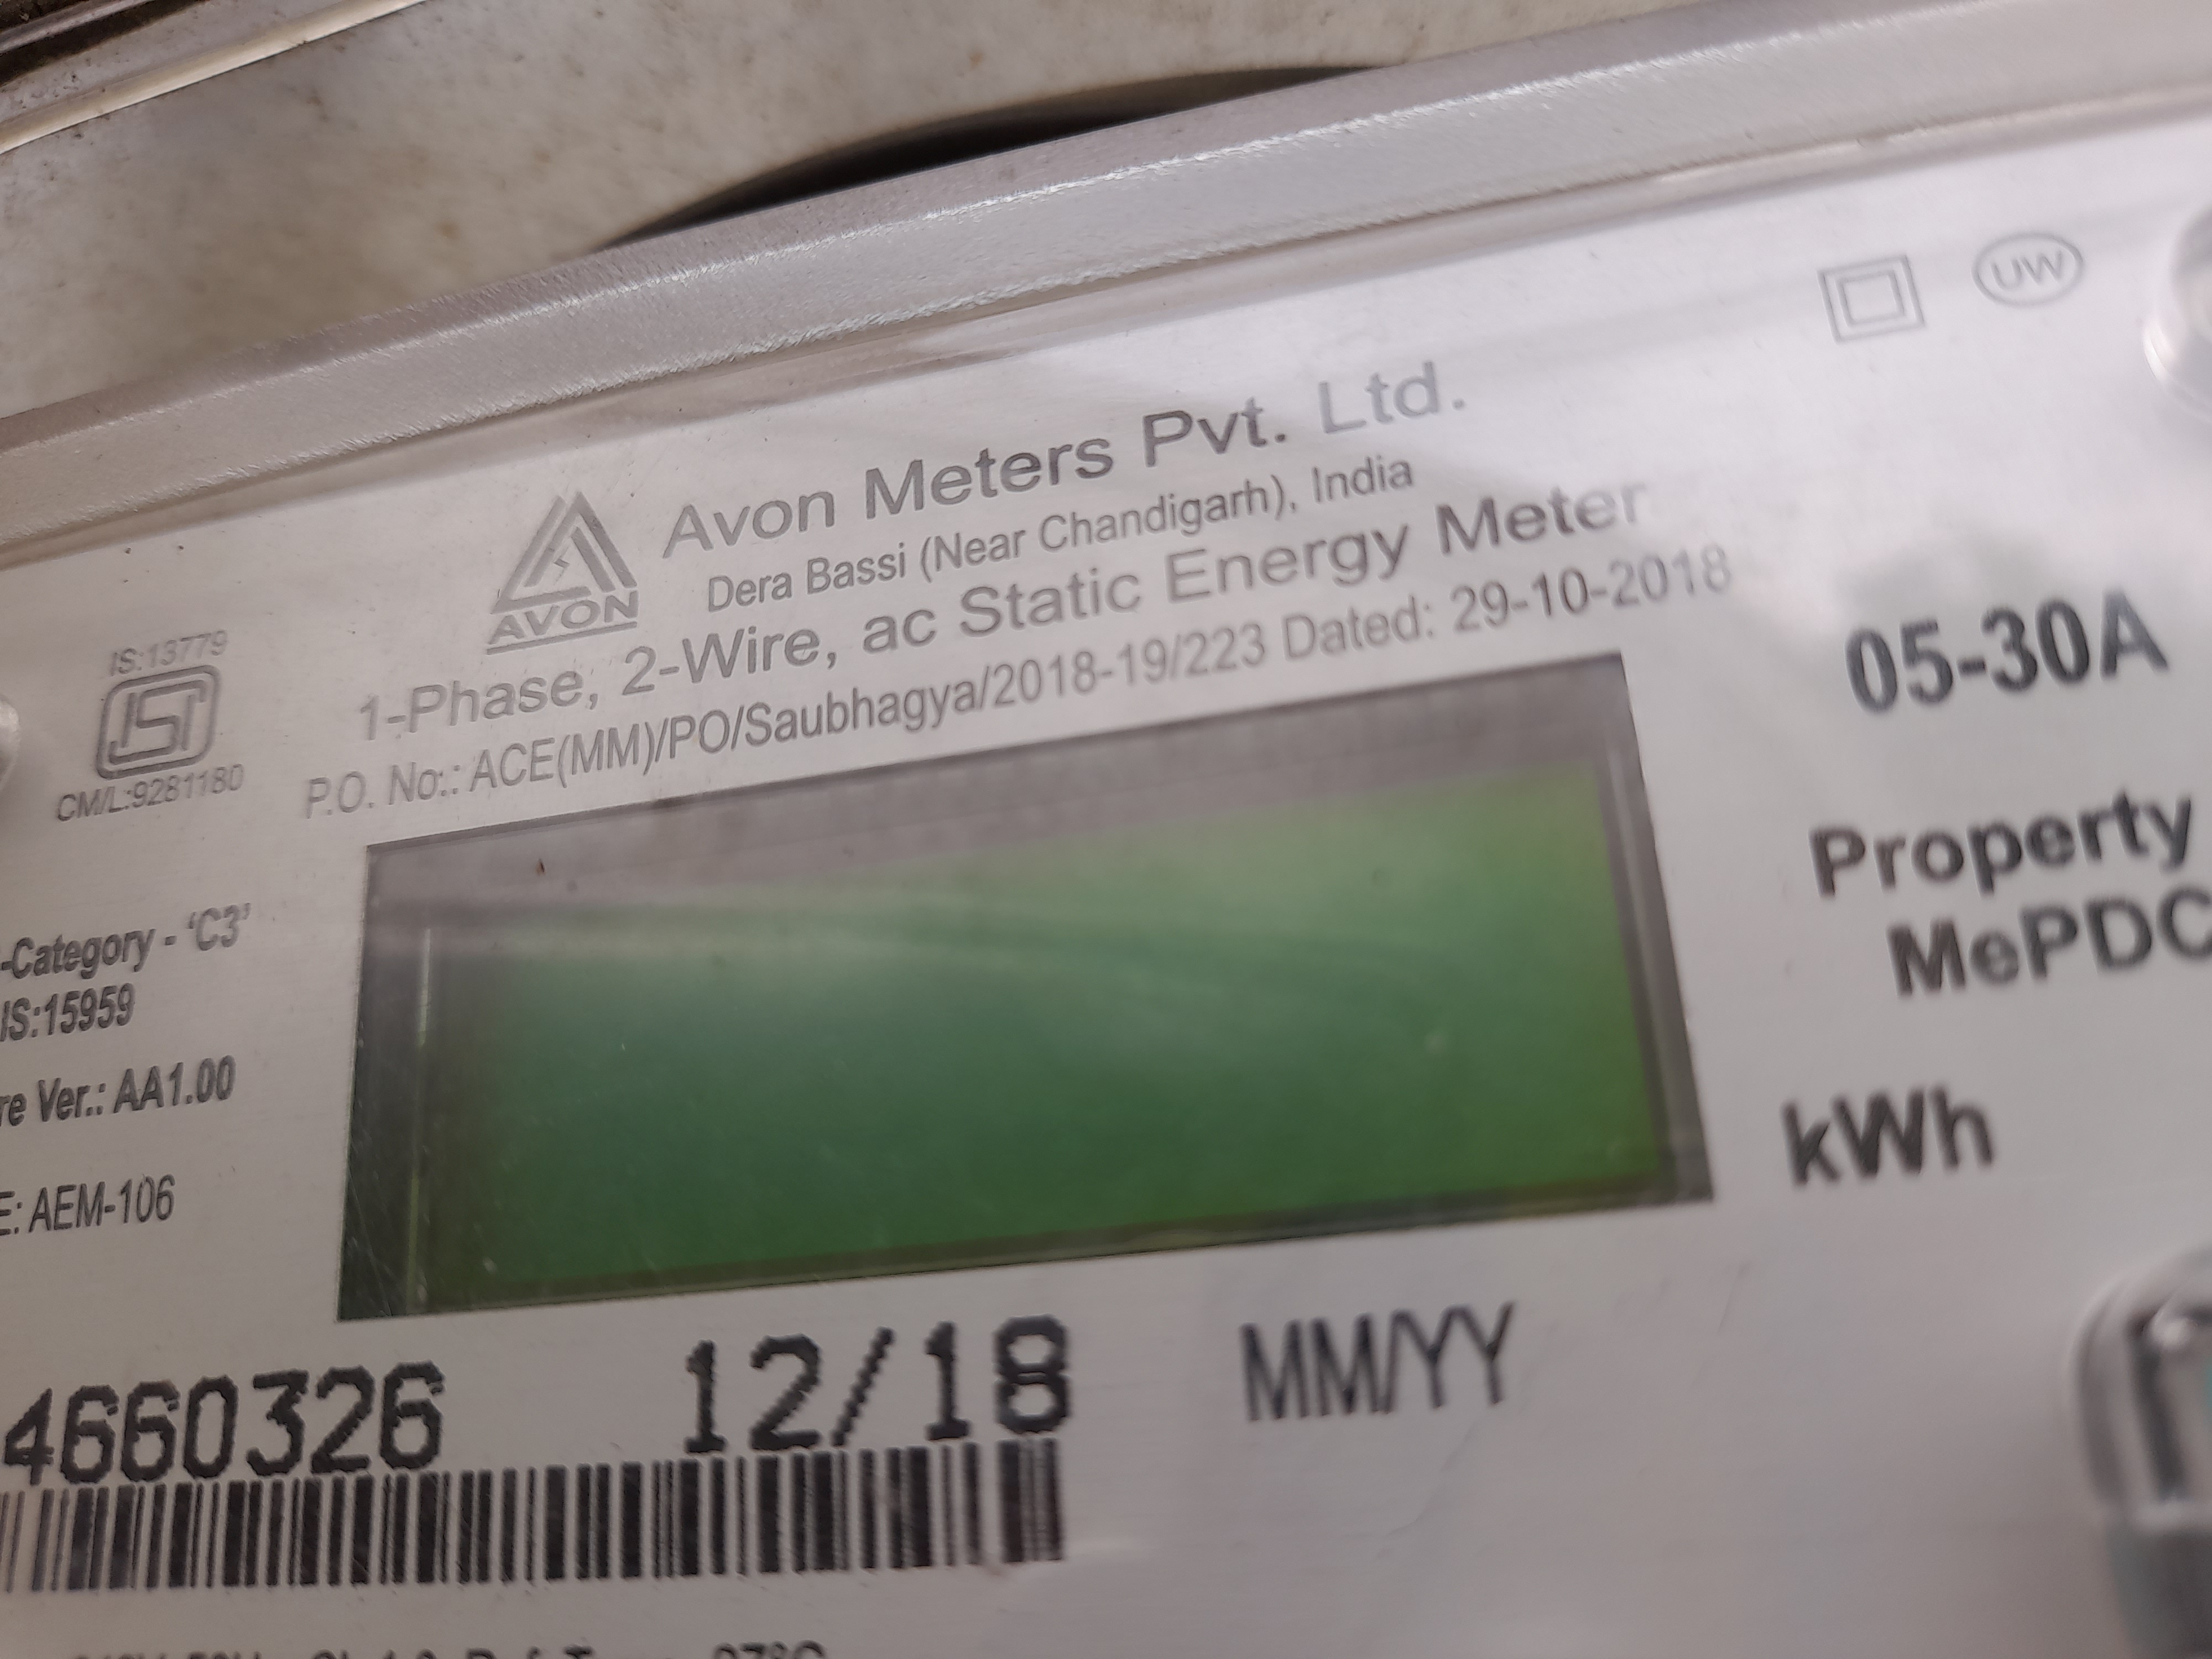 UW
Avon Meters Pvt. Ltd.
Dera Bassi (Near Chandigarh), India
AVON
1-Phase, 2-Wire, ac Static Energy Meter
P.O. No.: ACE(MM)/PO/Saubhagya/2018-19/223 Dated: 29-10-2018
IS:13779
ISI
CM/L:9281180
05-30A
Property
MePDC
-Category - 'C3'
IS:15959
re Ver.: AA1.00
E: AEM-106
kWh
4660326 12/18 MM/YY